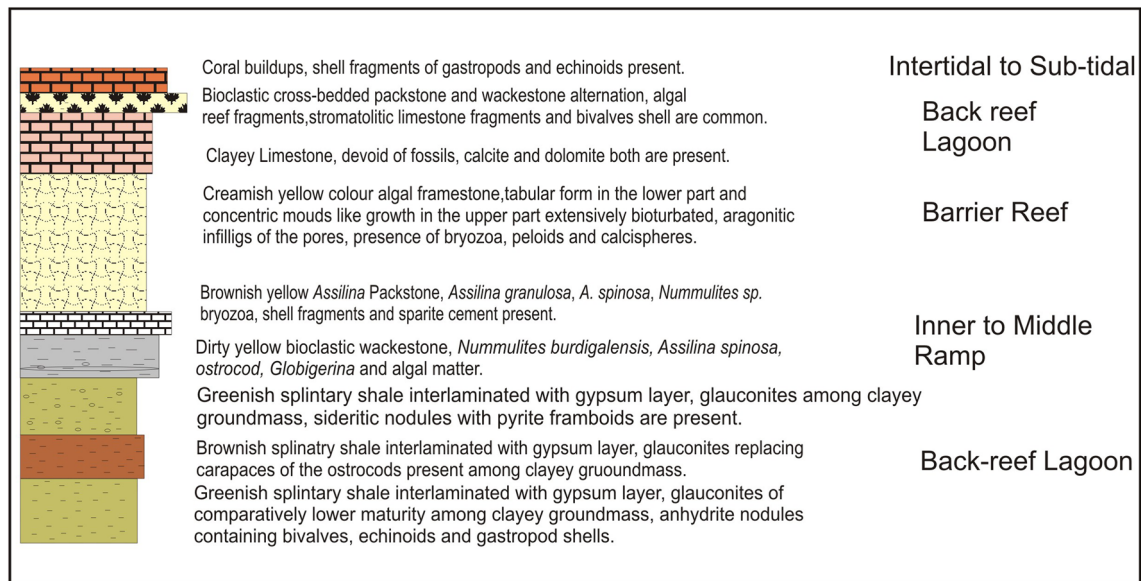 Coral buildups, shell fragments of gastropods and echinoids present.
Intertidal to Sub-tidal
Bioclastic cross-bedded packstone and wackestone alternation, algal
reef fragments,stromatolitic limestone fragments and bivalves shell are common.
Back reef
Lagoon
Clayey Limestone, devoid of fossils, calcite and dolomite both are present.
Creamish yellow colour algal framestone,tabular form in the lower part and
concentric mouds like growth in the upper part extensively bioturbated, aragonitic
infilligs of the pores, presence of bryozoa, peloids and calcispheres.
Barrier Reef
Brownish yellow Assilina Packstone, Assilina granulosa, A. spinosa, Nummulites sp.
bryozoa, shell fragments and sparite cement present.
Inner to Middle
Ramp
Dirty yellow bioclastic wackestone, Nummulites burdigalensis, Assilina spinosa,
ostrocod, Globigerina and algal matter.
Greenish splintary shale interlaminated with gypsum layer, glauconites among clayey
groundmass, sideritic nodules with pyrite framboids are present.
Brownish splinatry shale interlaminated with gypsum layer, glauconites replacing
carapaces of the ostrocods present among clayey gruoundmass.
Back-reef Lagoon
Greenish splintary shale interlaminated with gypsum layer, glauconites of
comparatively lower maturity among clayey groundmass, anhydrite nodules
containing bivalves, echinoids and gastropod shells.